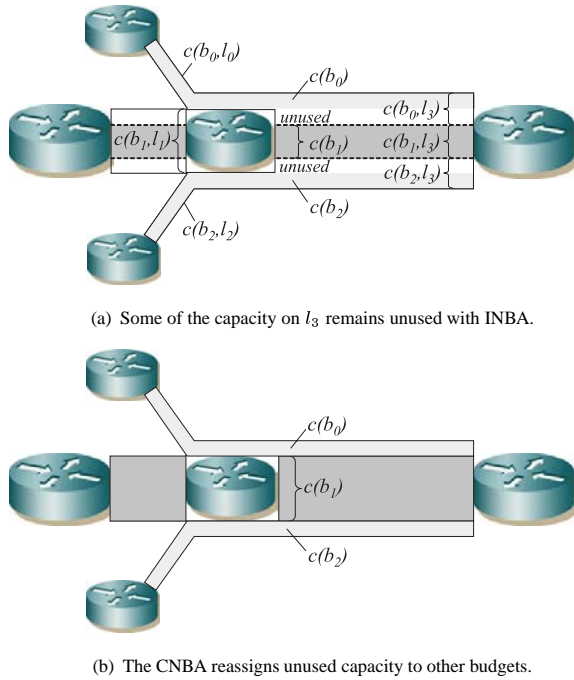 c(b₀,l₀)
c(b₀)
unused
c(b₀,l₃)
c(b₁,l₁)
c(b₁)
c(b₁,l₃)
unused
c(b₂,l₃)
c(b₂)
c(b₂,l₂)
(a) Some of the capacity on l₃ remains unused with INBA.
c(b₀)
c(b₁)
c(b₂)
(b) The CNBA reassigns unused capacity to other budgets.